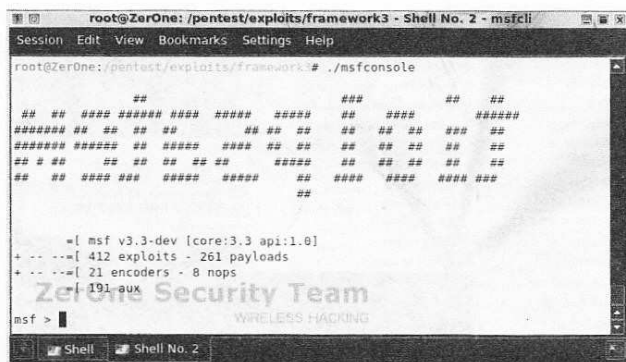 root@ZerOne: /pentest/exploits/framework3 - Shell No. 2 - msfcli
Session Edit View Bookmarks Settings Help
root@ZerOne:/pentest/exploits/framework3# ./msfconsole
=[ msf v3.3-dev [core:3.3 api:1.0]
+ -- --=[ 412 exploits - 261 payloads
+ -- --=[ 21 encoders - 8 nops
=[ 191 aux
ZerOne Security Team
WIRELESS HACKING
msf >
Shell Shell No. 2